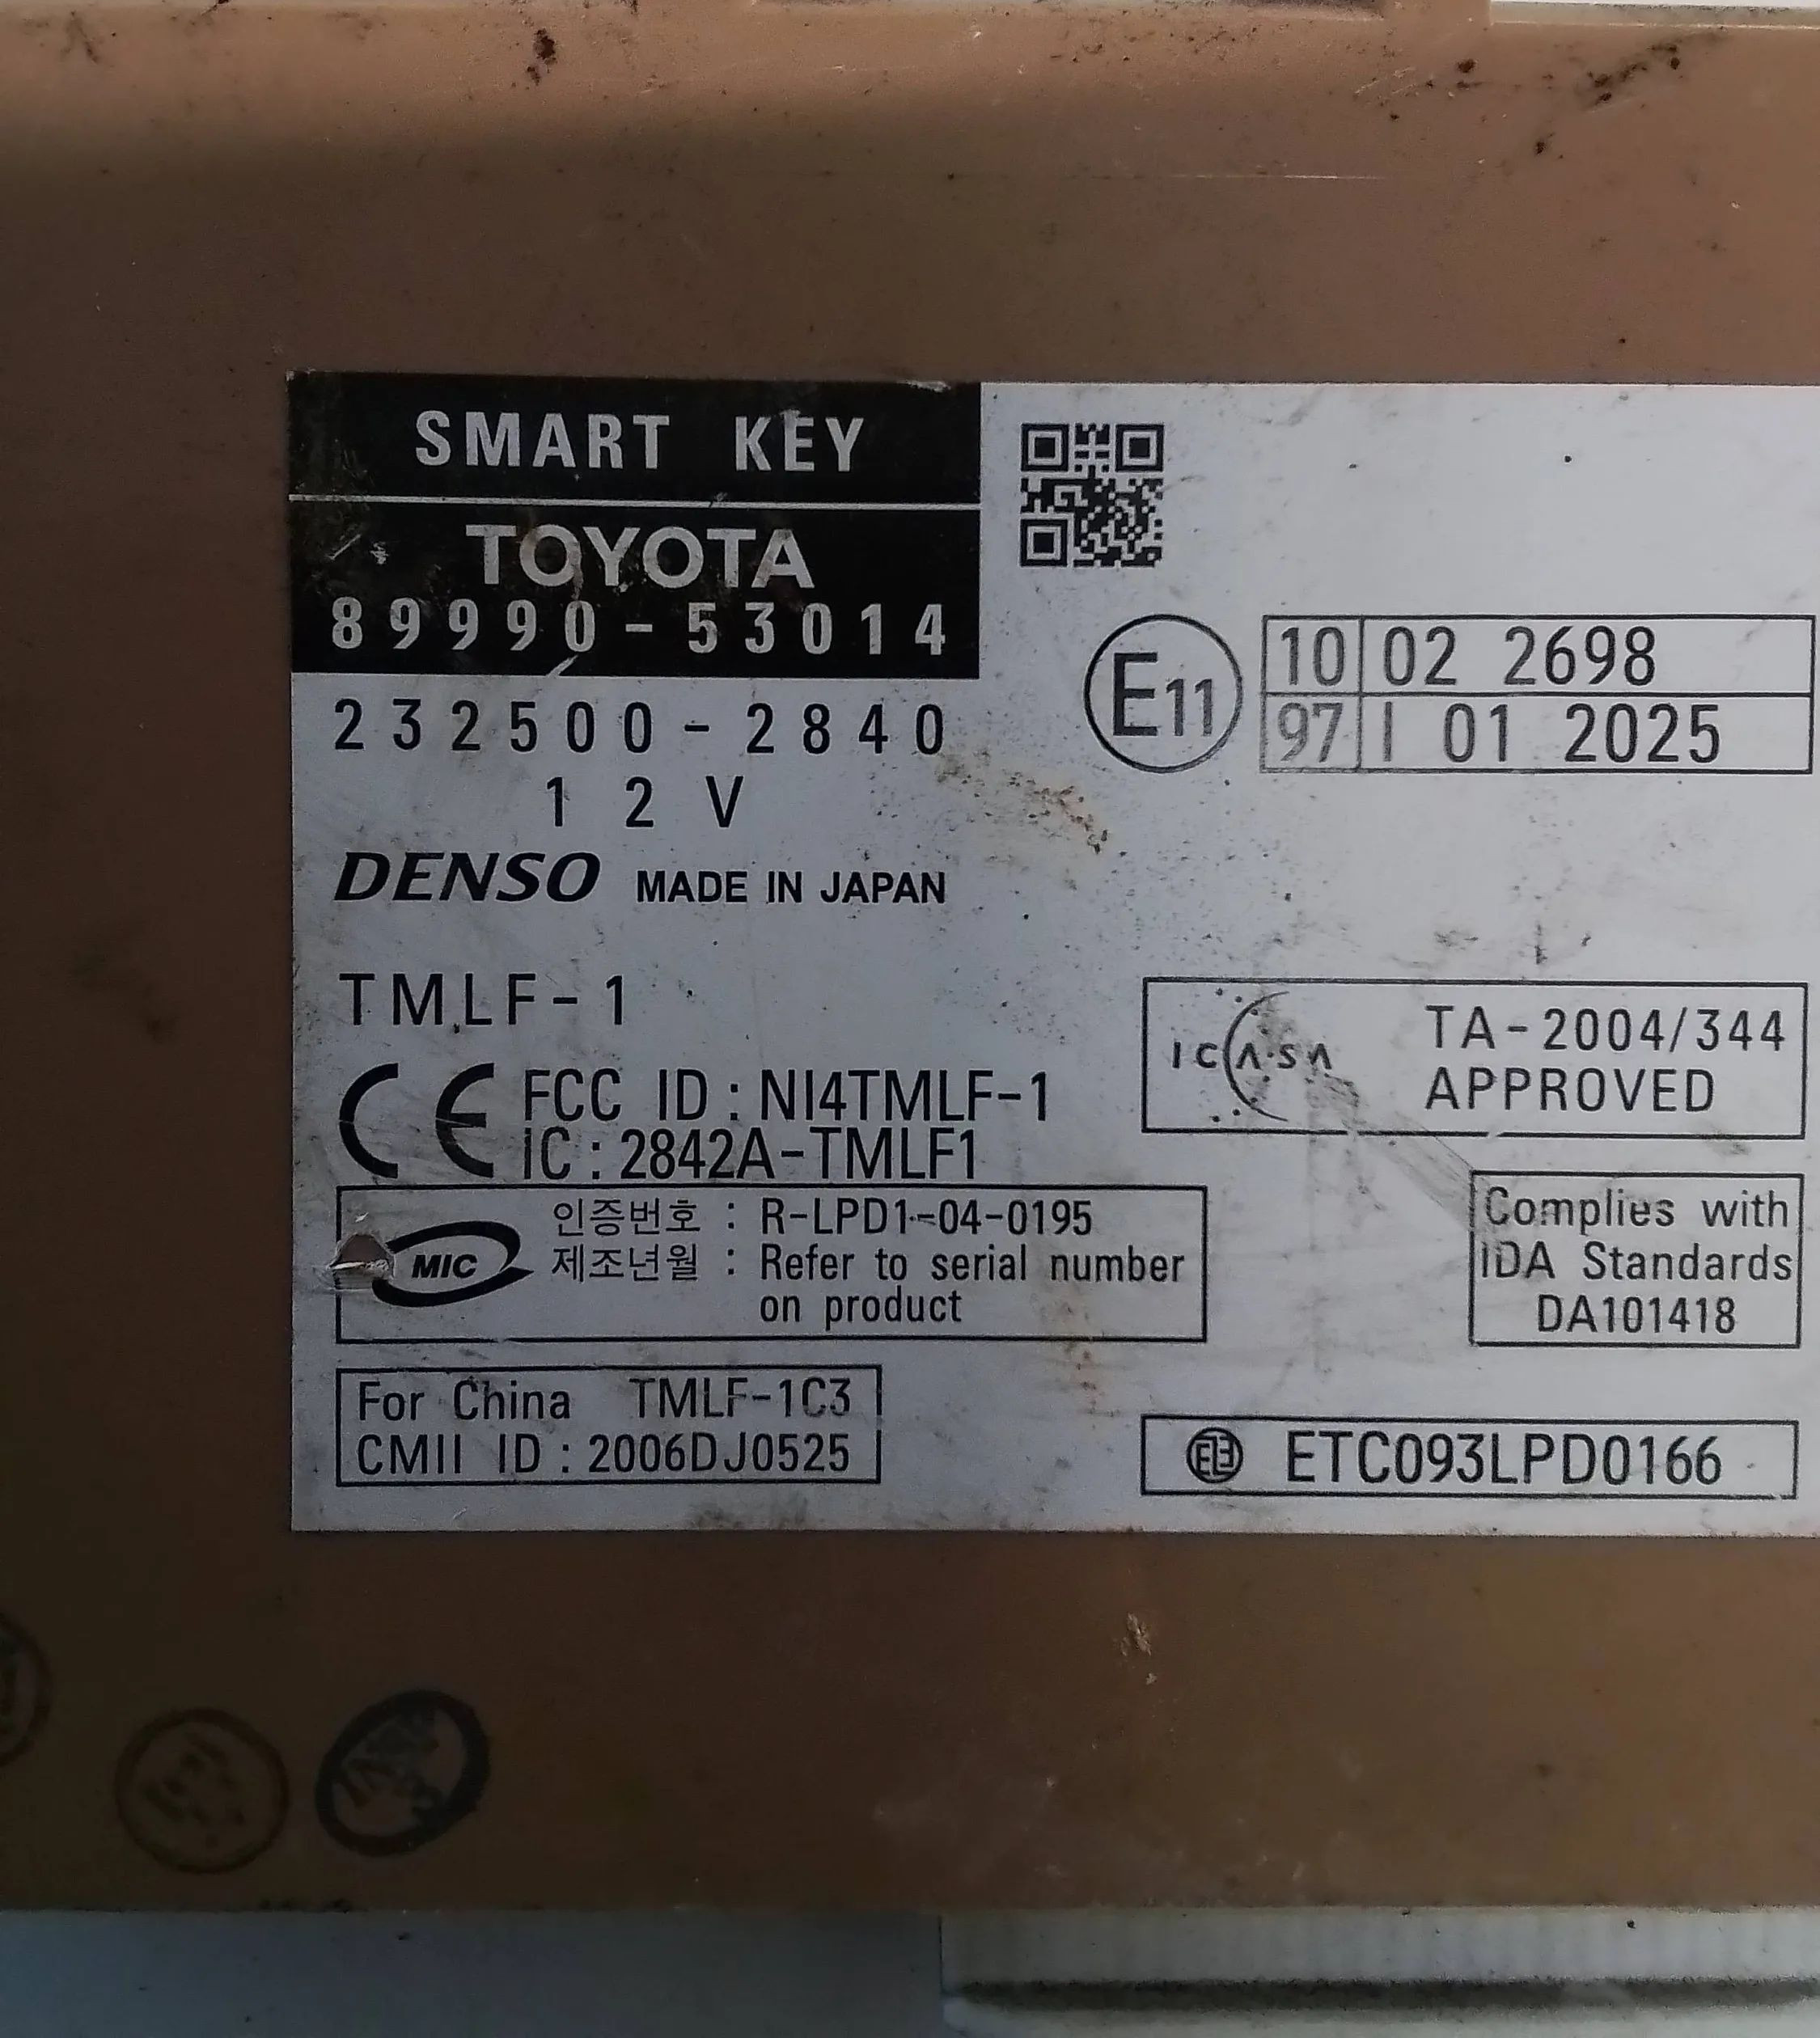 SMART KEY
TOYOTA
89990-53014
232500-2840
12V
DENSO MADE IN JAPAN
TMLF-1
CE FCC ID : NI4TMLF-1
IC : 2842A-TMLF1
MIC
인증번호 : R-LPD1-04-0195
제조년월 : Refer to serial number
on product
For China TMLF-1C3
CMII ID : 2006DJ0525
E11
10 02 2698
97 I 01 2025
ICASA
TA-2004/344
APPROVED
Complies with
IDA Standards
DA101418
ETC093LPD0166